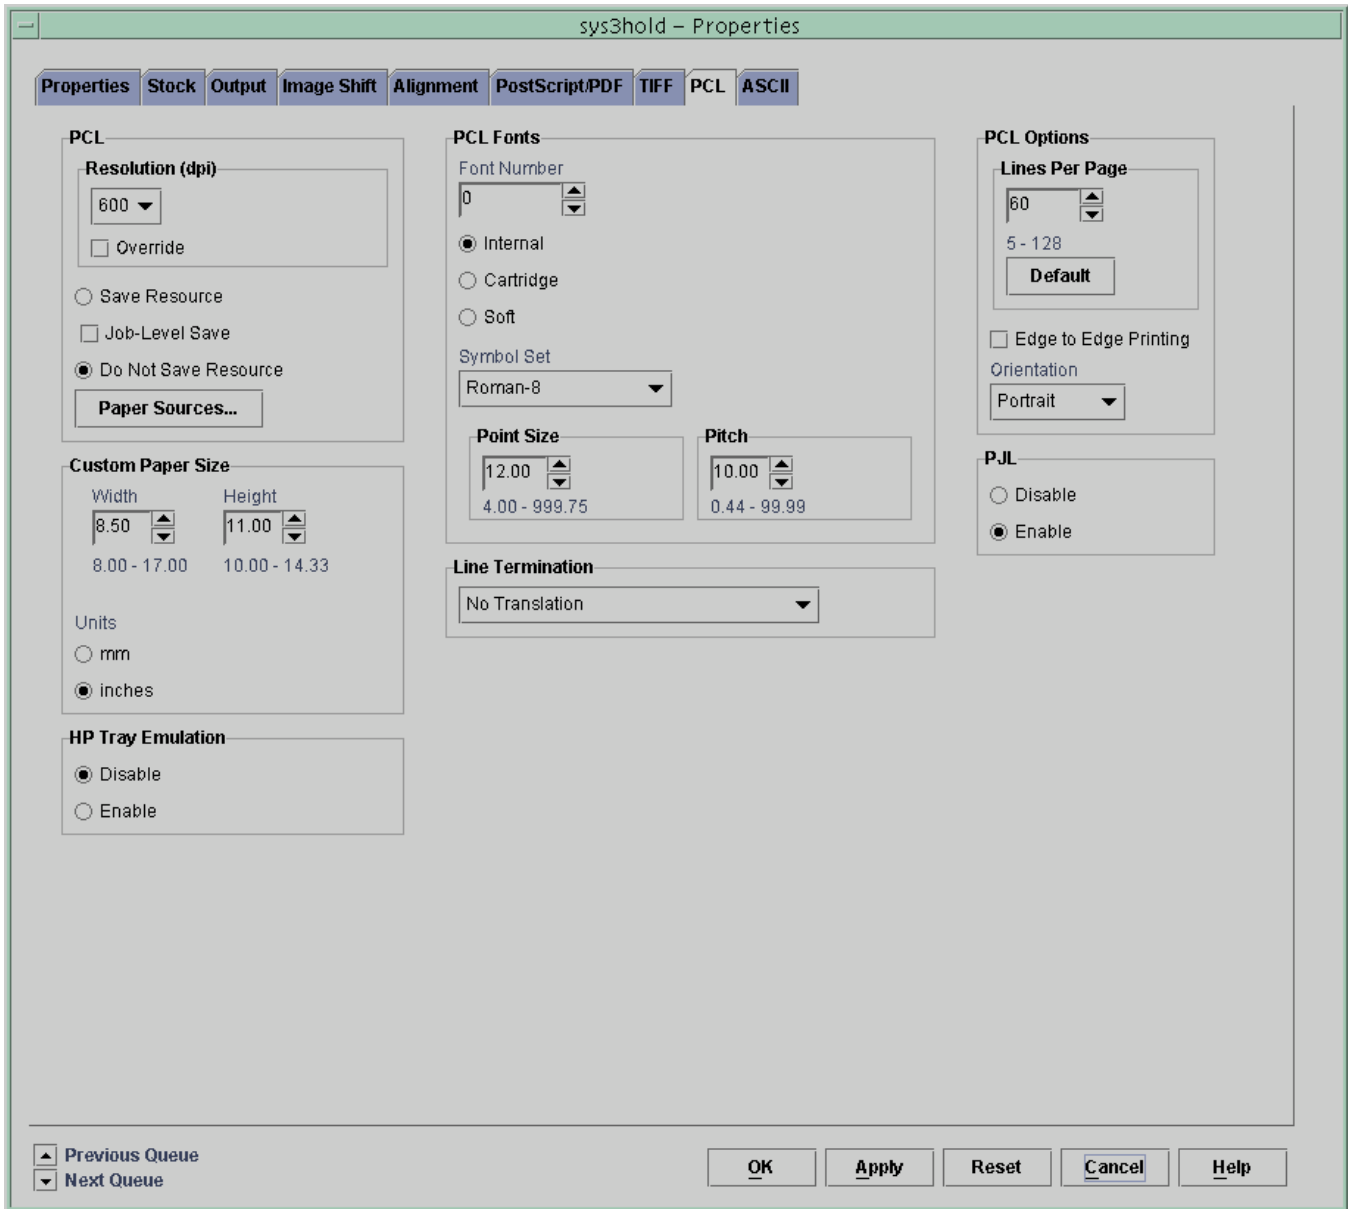 sys3hold – Properties
Properties Stock Output Image Shift Alignment PostScript/PDF TIFF PCL ASCII
PCL
Resolution (dpi)
600
Override
Save Resource
Job-Level Save
Do Not Save Resource
Paper Sources...
Custom Paper Size
Width Height
8.50 11.00
8.00 - 17.00 10.00 - 14.33
Units
mm
inches
HP Tray Emulation
Disable
Enable
PCL Fonts
Font Number
0
Internal
Cartridge
Soft
Symbol Set
Roman-8
Point Size
12.00
4.00 - 999.75
Pitch
10.00
0.44 - 99.99
Line Termination
No Translation
PCL Options
Lines Per Page
60
5 - 128
Default
Edge to Edge Printing
Orientation
Portrait
PJL
Disable
Enable
Previous Queue
Next Queue
OK Apply Reset Cancel Help